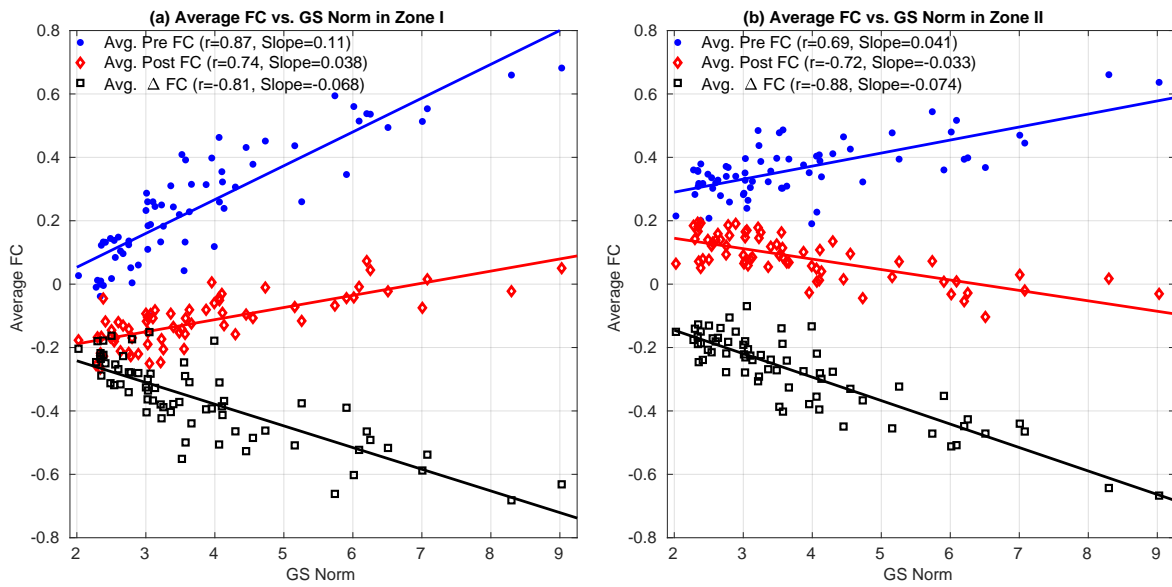 (a) Average FC vs. GS Norm in Zone I
Avg. Pre FC (r=0.87, Slope=0.11)
Avg. Post FC (r=0.74, Slope=0.038)
Avg. Δ FC (r=-0.81, Slope=-0.068)
Average FC
0.8
0.6
0.4
0.2
0
-0.2
-0.4
-0.6
-0.8
2 3 4 5 6 7 8 9
GS Norm
(b) Average FC vs. GS Norm in Zone II
Avg. Pre FC (r=0.69, Slope=0.041)
Avg. Post FC (r=-0.72, Slope=-0.033)
Avg. Δ FC (r=-0.88, Slope=-0.074)
Average FC
0.8
0.6
0.4
0.2
0
-0.2
-0.4
-0.6
-0.8
2 3 4 5 6 7 8 9
GS Norm